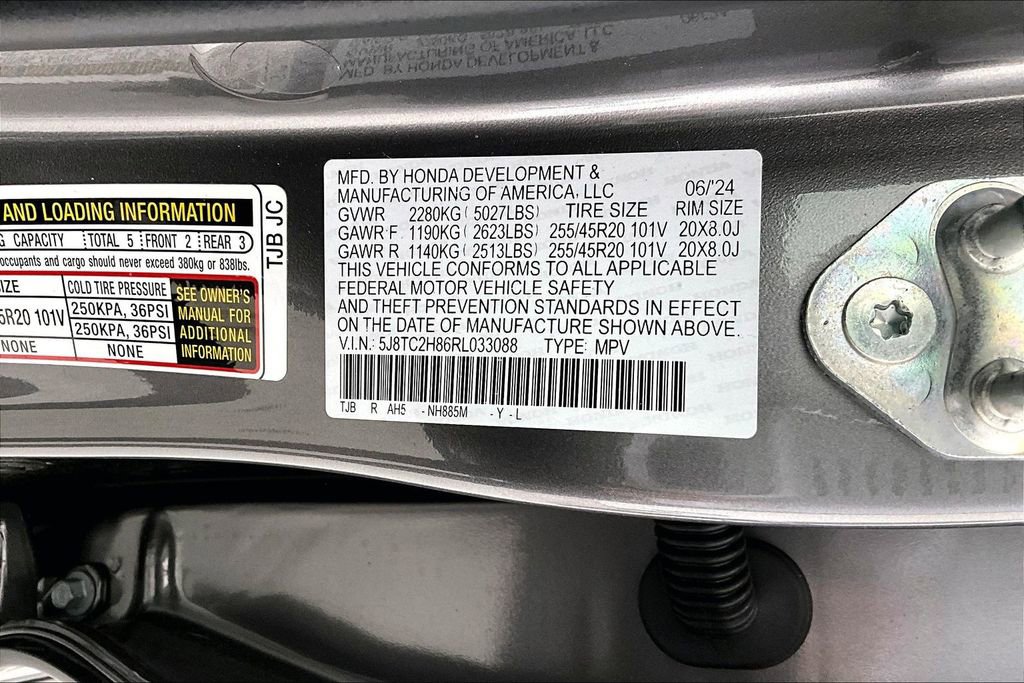 AND LOADING INFORMATION
G CAPACITY TOTAL 5 FRONT 2 REAR 3
occupants and cargo should never exceed 380kg or 838lbs.
SIZE COLD TIRE PRESSURE SEE OWNER'S
MANUAL FOR
ADDITIONAL
INFORMATION
5R20 101V 250KPA, 36PSI
250KPA, 36PSI
NONE NONE
TJB JC
MFD. BY HONDA DEVELOPMENT &
MANUFACTURING OF AMERICA, LLC 06/'24
GVWR 2280KG ( 5027LBS) TIRE SIZE RIM SIZE
GAWR F 1190KG ( 2623LBS) 255/45R20 101V 20X8.0J
GAWR R 1140KG ( 2513LBS) 255/45R20 101V 20X8.0J
THIS VEHICLE CONFORMS TO ALL APPLICABLE
FEDERAL MOTOR VEHICLE SAFETY
AND THEFT PREVENTION STANDARDS IN EFFECT
ON THE DATE OF MANUFACTURE SHOWN ABOVE.
V.I.N.: 5J8TC2H86RL033088 TYPE: MPV
TJB R AH5 - NH885M - Y - L